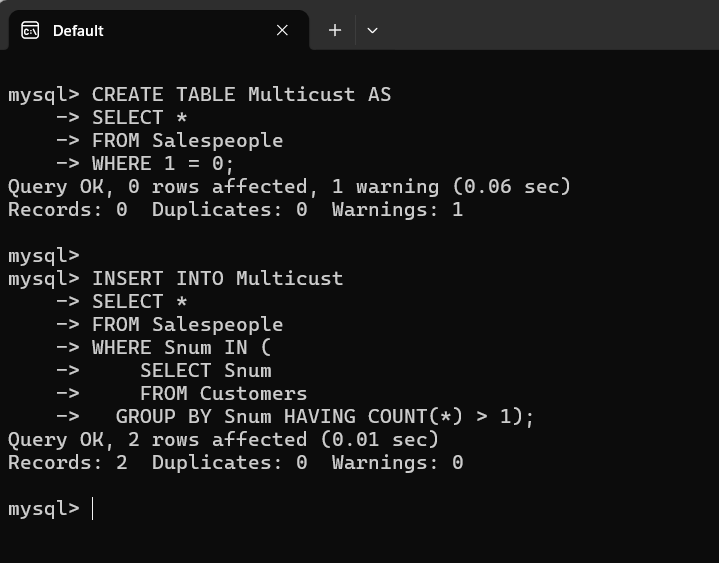 Default
mysql> CREATE TABLE Multicust AS
    -> SELECT *
    -> FROM Salespeople
    -> WHERE 1 = 0;
Query OK, 0 rows affected, 1 warning (0.06 sec)
Records: 0  Duplicates: 0  Warnings: 1
mysql>
mysql> INSERT INTO Multicust
    -> SELECT *
    -> FROM Salespeople
    -> WHERE Snum IN (
    ->     SELECT Snum
    ->     FROM Customers
    ->   GROUP BY Snum HAVING COUNT(*) > 1);
Query OK, 2 rows affected (0.01 sec)
Records: 2  Duplicates: 0  Warnings: 0
mysql>